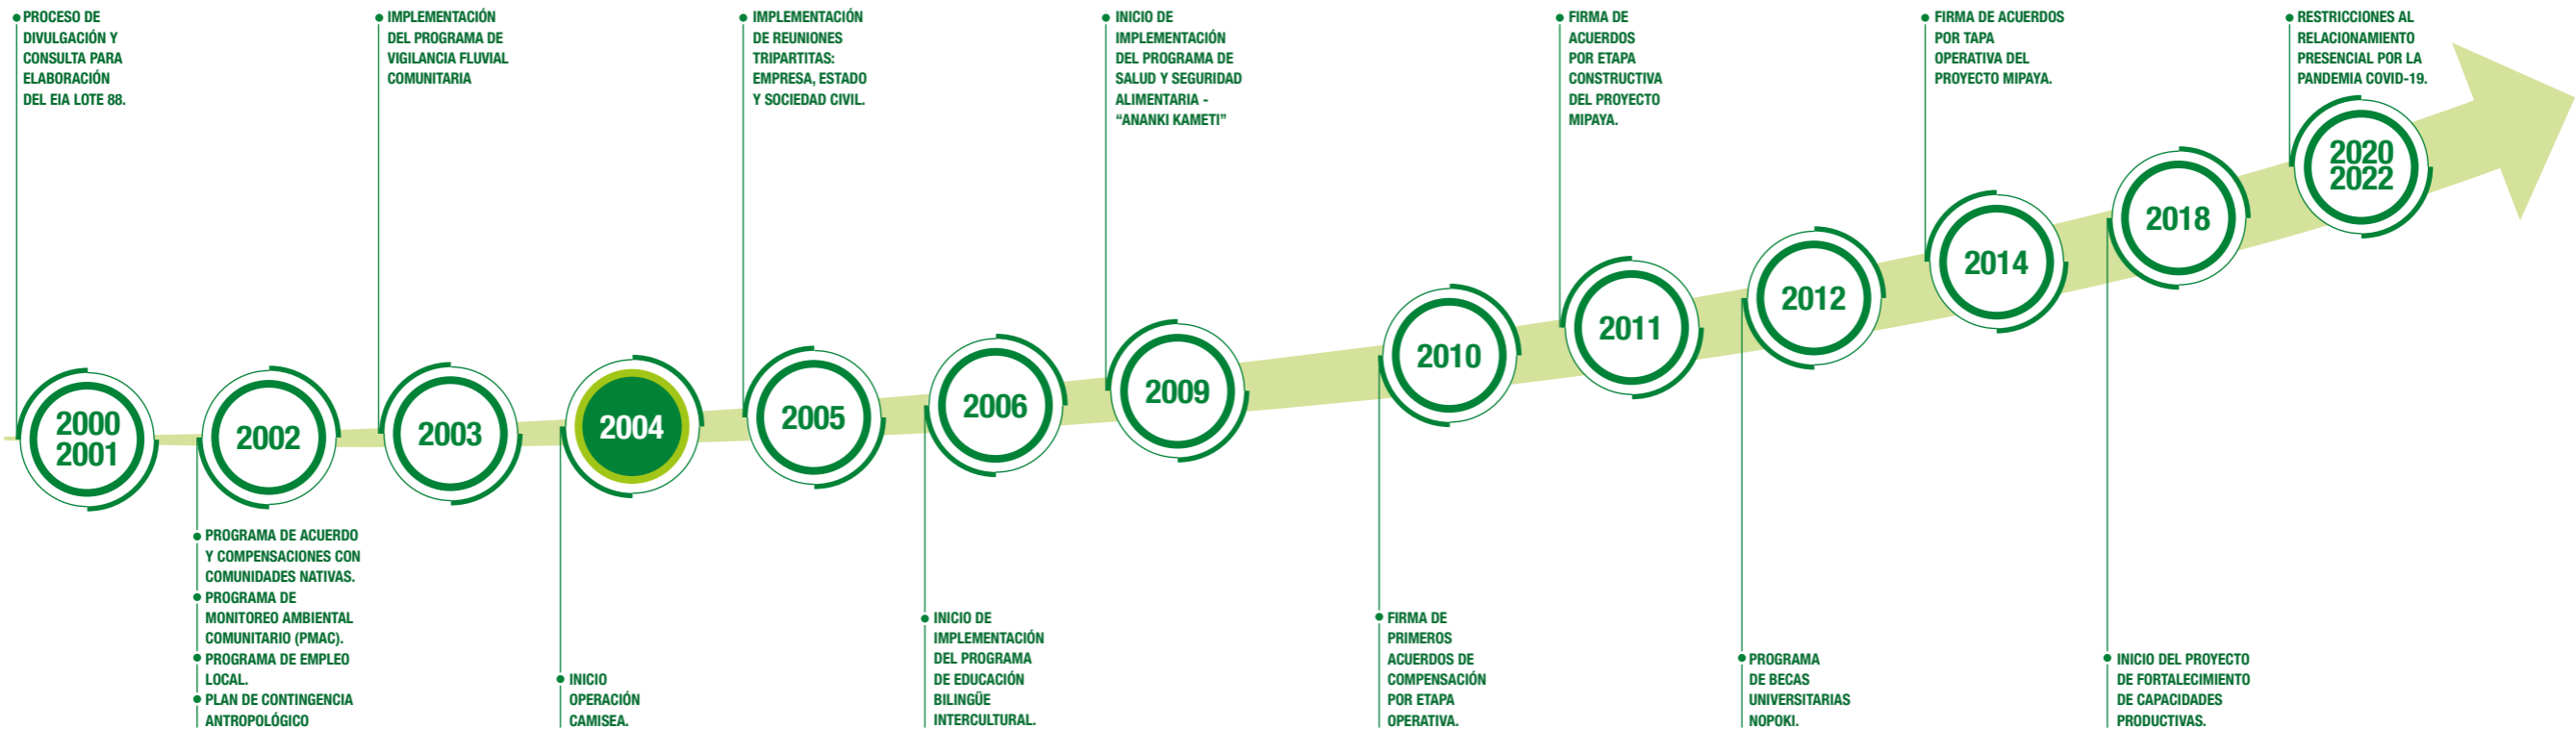 PROCESO DE
DIVULGACIÓN Y
CONSULTA PARA
ELABORACIÓN
DEL EIA LOTE 88.
IMPLEMENTACIÓN
DEL PROGRAMA DE
VIGILANCIA FLUVIAL
COMUNITARIA
IMPLEMENTACIÓN
DE REUNIONES
TRIPARTITAS:
EMPRESA, ESTADO
Y SOCIEDAD CIVIL.
INICIO DE
IMPLEMENTACIÓN
DEL PROGRAMA DE
SALUD Y SEGURIDAD
ALIMENTARIA -
“ANANKI KAMETI”
FIRMA DE
ACUERDOS
POR ETAPA
CONSTRUCTIVA
DEL PROYECTO
MIPAYA.
FIRMA DE ACUERDOS
POR TAPA
OPERATIVA DEL
PROYECTO MIPAYA.
RESTRICCIONES AL
RELACIONAMIENTO
PRESENCIAL POR LA
PANDEMIA COVID-19.
2000
2001
2002
2003
2004
2005
2006
2009
2010
2011
2012
2014
2018
2020
2022
PROGRAMA DE ACUERDO
Y COMPENSACIONES CON
COMUNIDADES NATIVAS.
PROGRAMA DE
MONITOREO AMBIENTAL
COMUNITARIO (PMAC).
PROGRAMA DE EMPLEO
LOCAL.
PLAN DE CONTINGENCIA
ANTROPOLÓGICO
INICIO
OPERACIÓN
CAMISEA.
INICIO DE
IMPLEMENTACIÓN
DEL PROGRAMA
DE EDUCACIÓN
BILINGÜE
INTERCULTURAL.
FIRMA DE
PRIMEROS
ACUERDOS DE
COMPENSACIÓN
POR ETAPA
OPERATIVA.
PROGRAMA
DE BECAS
UNIVERSITARIAS
NOPOKI.
INICIO DEL PROYECTO
DE FORTALECIMIENTO
DE CAPACIDADES
PRODUCTIVAS.